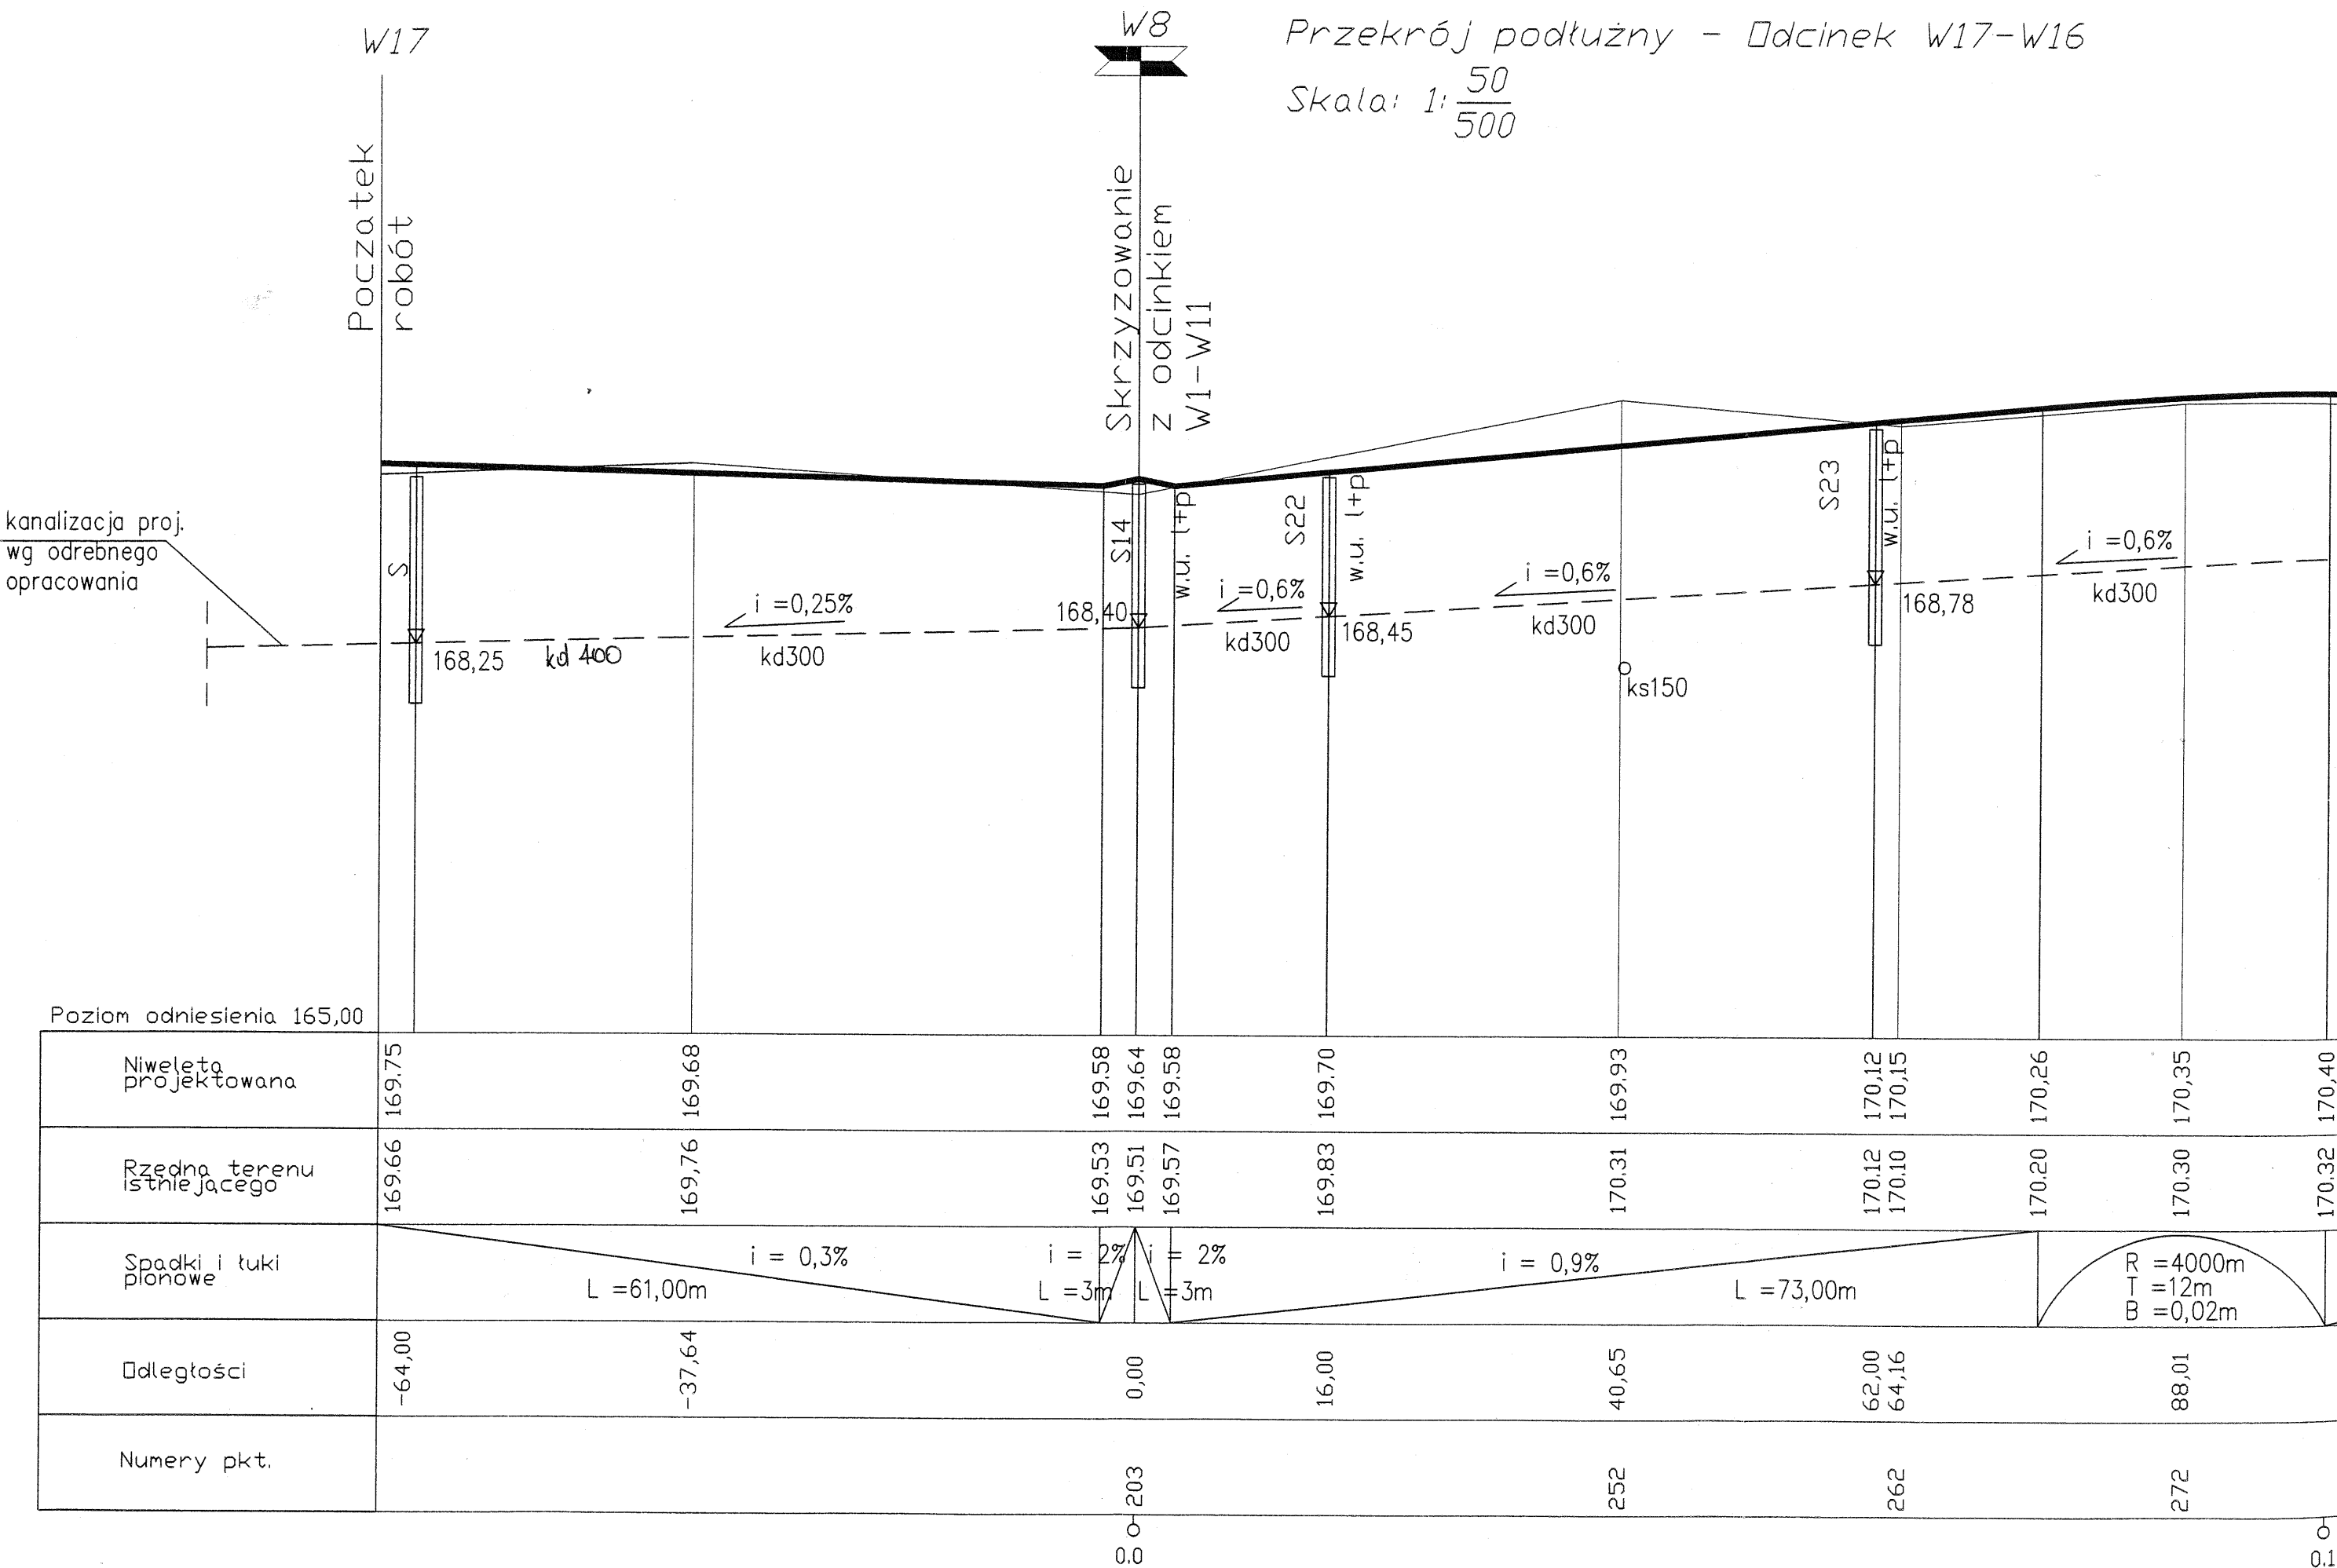 W17
W8
Przekrój podłużny - Odcinek W17-W16
Skala: 1: 50
500
Poczatek
robót
Skrzyzowanie
z odcinkiem
W1-W11
kanalizacja proj.
wg odrebnego
opracowania
S
168,25
kd 400
i =0,25%
kd300
168,40
S14
w.u. l+p
i =0,6%
kd300
S22
w.u. l+p
168,45
i =0,6%
kd300
ks150
S23
w.u. l+p
168,78
i =0,6%
kd300
Poziom odniesienia 165,00
Niweleta
projektowana
169.75
169.68
169.58
169.64
169.58
169.70
169.93
170,12
170,15
170,26
170,35
170,40
Rzędna terenu
istniejącego
169.66
169,76
169.53
169.51
169.57
169.83
170.31
170.12
170.10
170.20
170.30
170.32
Spadki i łuki
pionowe
i = 0,3%
L =61,00m
i = 2%
L =3m
i = 2%
L =3m
i = 0,9%
L =73,00m
R =4000m
T =12m
B =0,02m
Odległości
-64,00
-37,64
0,00
16,00
40,65
62,00
64,16
88,01
Numery pkt.
203
252
262
272
0.0
0.1